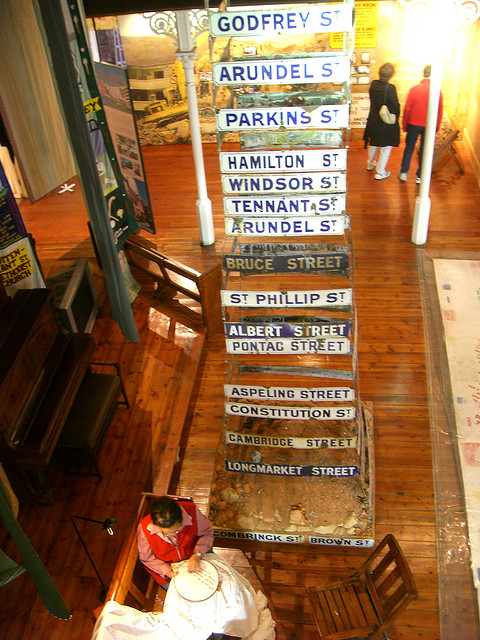 GODFREY ST
ARUNDEL ST
PARKINS ST
HAMILTON ST
WINDSOR ST
TENNANT ST
ARUNDEL ST
BRUCE STREET
ST PHILLIP ST
ALBERT STREET
PONTAC STREET
ASPELING STREET
CONSTITUTION ST
CAMBRIDGE STREET
LONGMARKET STREET
COMBRINCK ST BROWN ST
CHURCH